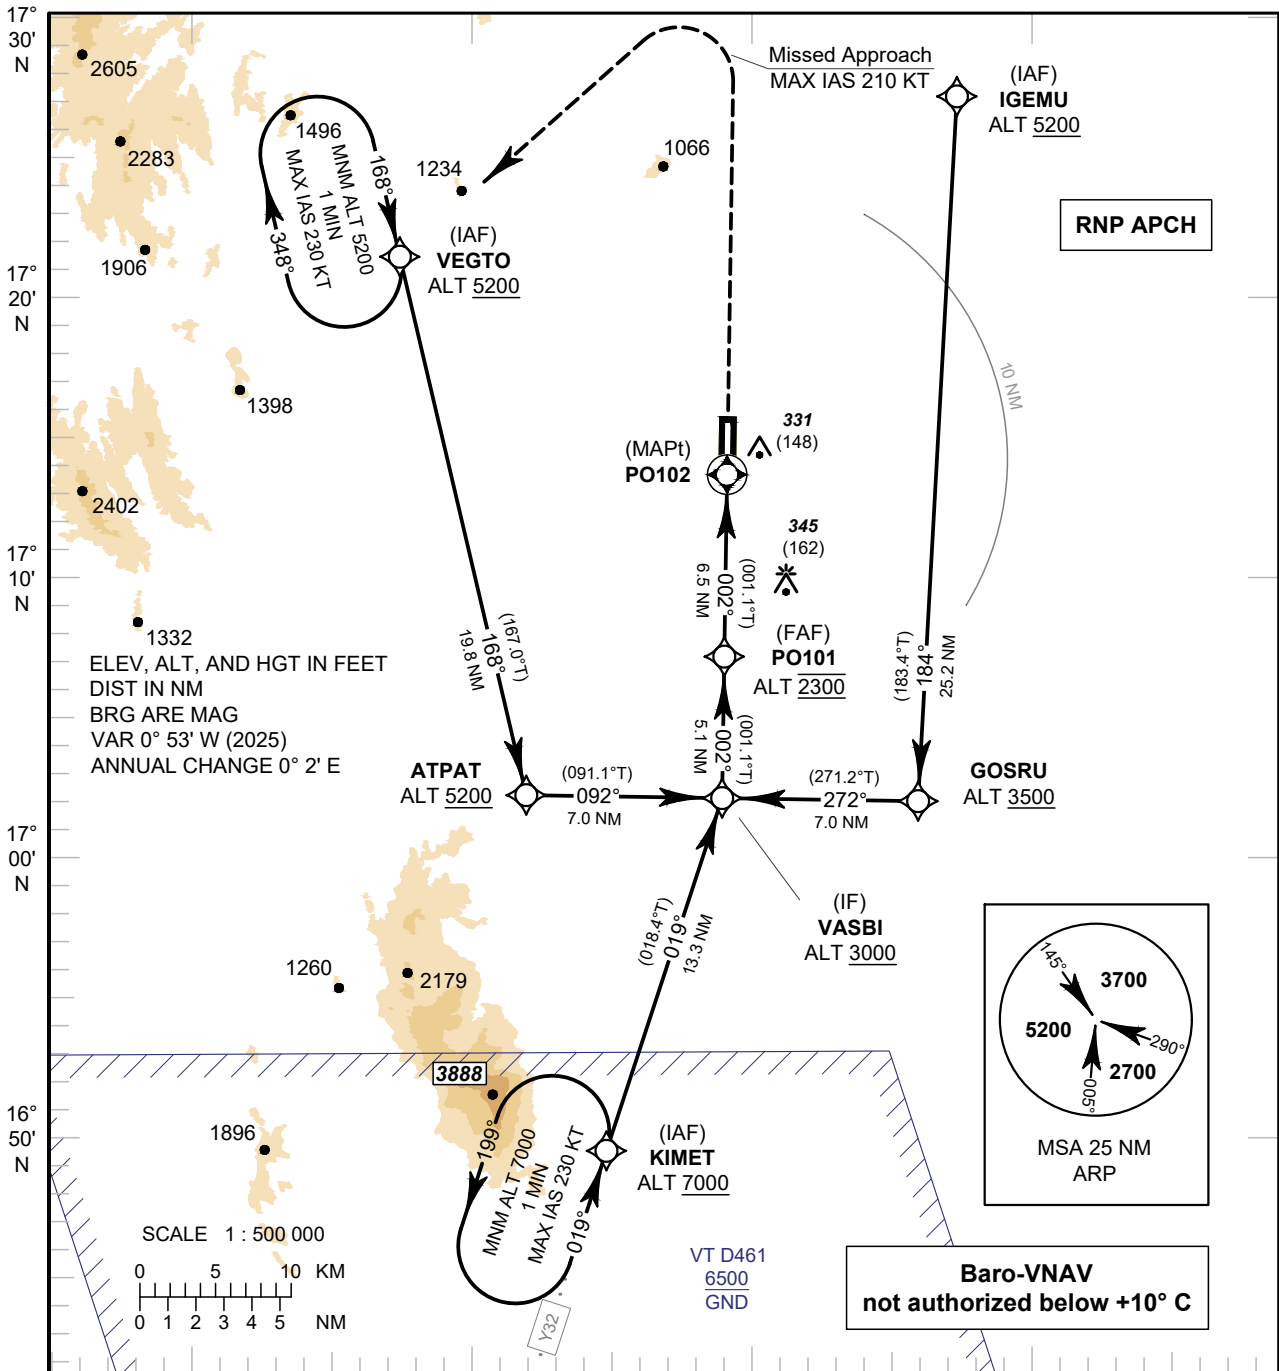 17°
30'
N
2605
2283
1906
1496
MNM ALT 5200
1 MIN
MAX IAS 230 KT
168°
348°
1234
(IAF)
VEGTO
ALT 5200
1066
Missed Approach
MAX IAS 210 KT
(IAF)
IGEMU
ALT 5200
RNP APCH
17°
20'
N
1398
10 NM
2402
(MAPt)
PO102
331
(148)
345
(162)
17°
10'
N
1332
(001.1°T)
002°
6.5 NM
(FAF)
PO101
ALT 2300
(167.0°T)
168°
19.8 NM
(183.4°T)
184°
25.2 NM
ELEV, ALT, AND HGT IN FEET
DIST IN NM
BRG ARE MAG
VAR 0° 53' W (2025)
ANNUAL CHANGE 0° 2' E
(001.1°T)
002°
5.1 NM
ATPAT
ALT 5200
(091.1°T)
092°
7.0 NM
(271.2°T)
272°
7.0 NM
GOSRU
ALT 3500
17°
00'
N
(IF)
VASBI
ALT 3000
(018.4°T)
019°
13.3 NM
1260
2179
3888
145°
3700
5200
290°
2700
005°
MSA 25 NM
ARP
16°
50'
N
1896
199°
MNM ALT 7000
1 MIN
MAX IAS 230 KT
019°
(IAF)
KIMET
ALT 7000
SCALE 1 : 500 000
0 5 10 KM
0 1 2 3 4 5 NM
VT D461
6500
GND
Y32
Baro-VNAV
not authorized below +10° C